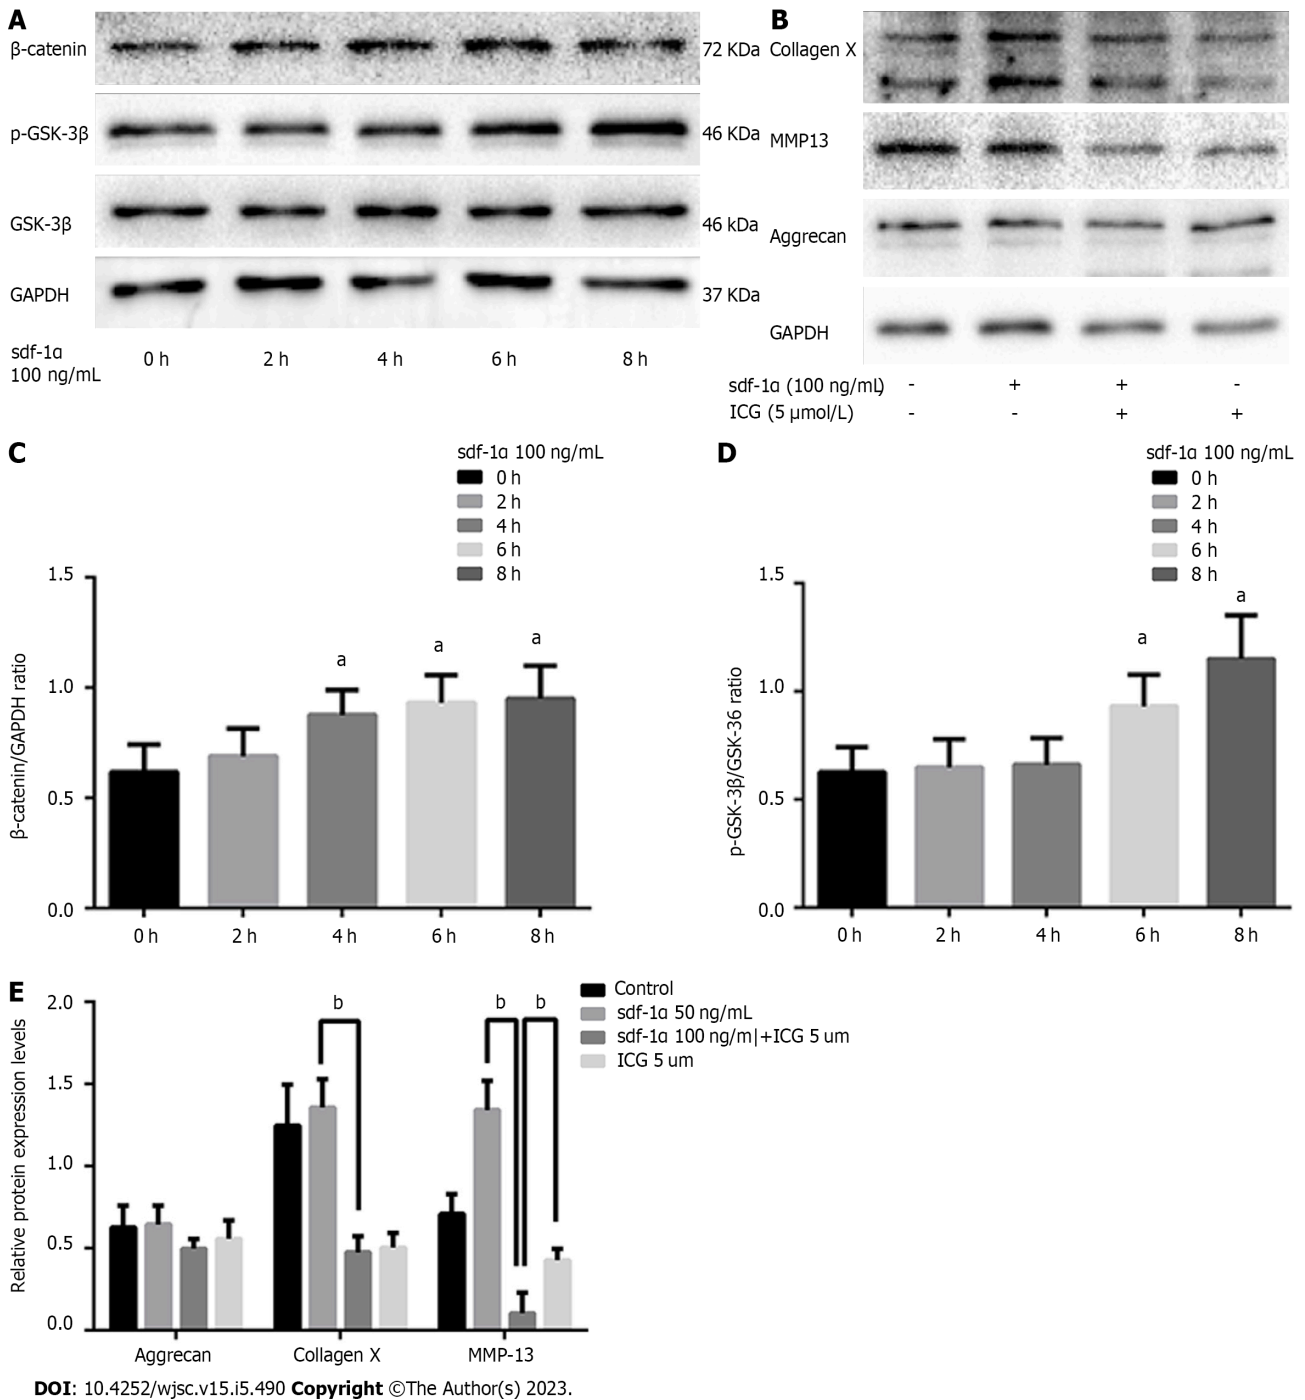 A
β-catenin
72 KDa
p-GSK-3β
46 KDa
GSK-3β
46 kDa
GAPDH
37 KDa
sdf-1ɑ
100 ng/mL
0 h 2 h 4 h 6 h 8 h
B
Collagen X
MMP13
Aggrecan
GAPDH
sdf-1ɑ (100 ng/mL) - + + -
ICG (5 µmol/L) - - + +
C
sdf-1ɑ 100 ng/mL
0 h
2 h
4 h
6 h
8 h
β-catenin/GAPDH ratio
1.5
1.0
0.5
0.0
a a a
0 h 2 h 4 h 6 h 8 h
D
sdf-1ɑ 100 ng/mL
0 h
2 h
4 h
6 h
8 h
p-GSK-3β/GSK-36 ratio
1.5
1.0
0.5
0.0
a a
0 h 2 h 4 h 6 h 8 h
E
Relative protein expression levels
2.0
1.5
1.0
0.5
0.0
b b b
Control
sdf-1ɑ 50 ng/mL
sdf-1ɑ 100 ng/m|+ICG 5 um
ICG 5 um
Aggrecan Collagen X MMP-13
DOI: 10.4252/wjsc.v15.i5.490 Copyright ©The Author(s) 2023.